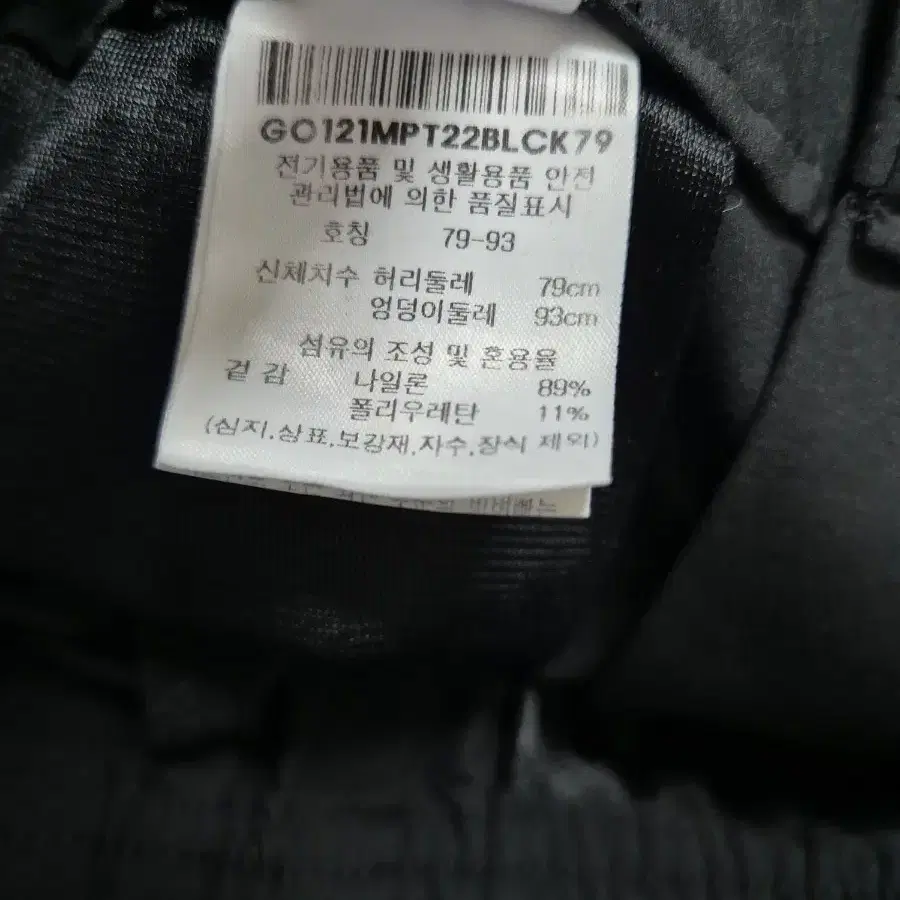 GO121MPT22BLCK79
전기용품 및 생활용품 안전
관리법에 의한 품질표시
호칭 79-93
신체치수 허리둘레 79cm
엉덩이둘레 93cm
섬유의 조성 및 혼용율
겉감 나일론 89%
폴리우레탄 11%
(심지.상표.보강재.자수.장식 제외)